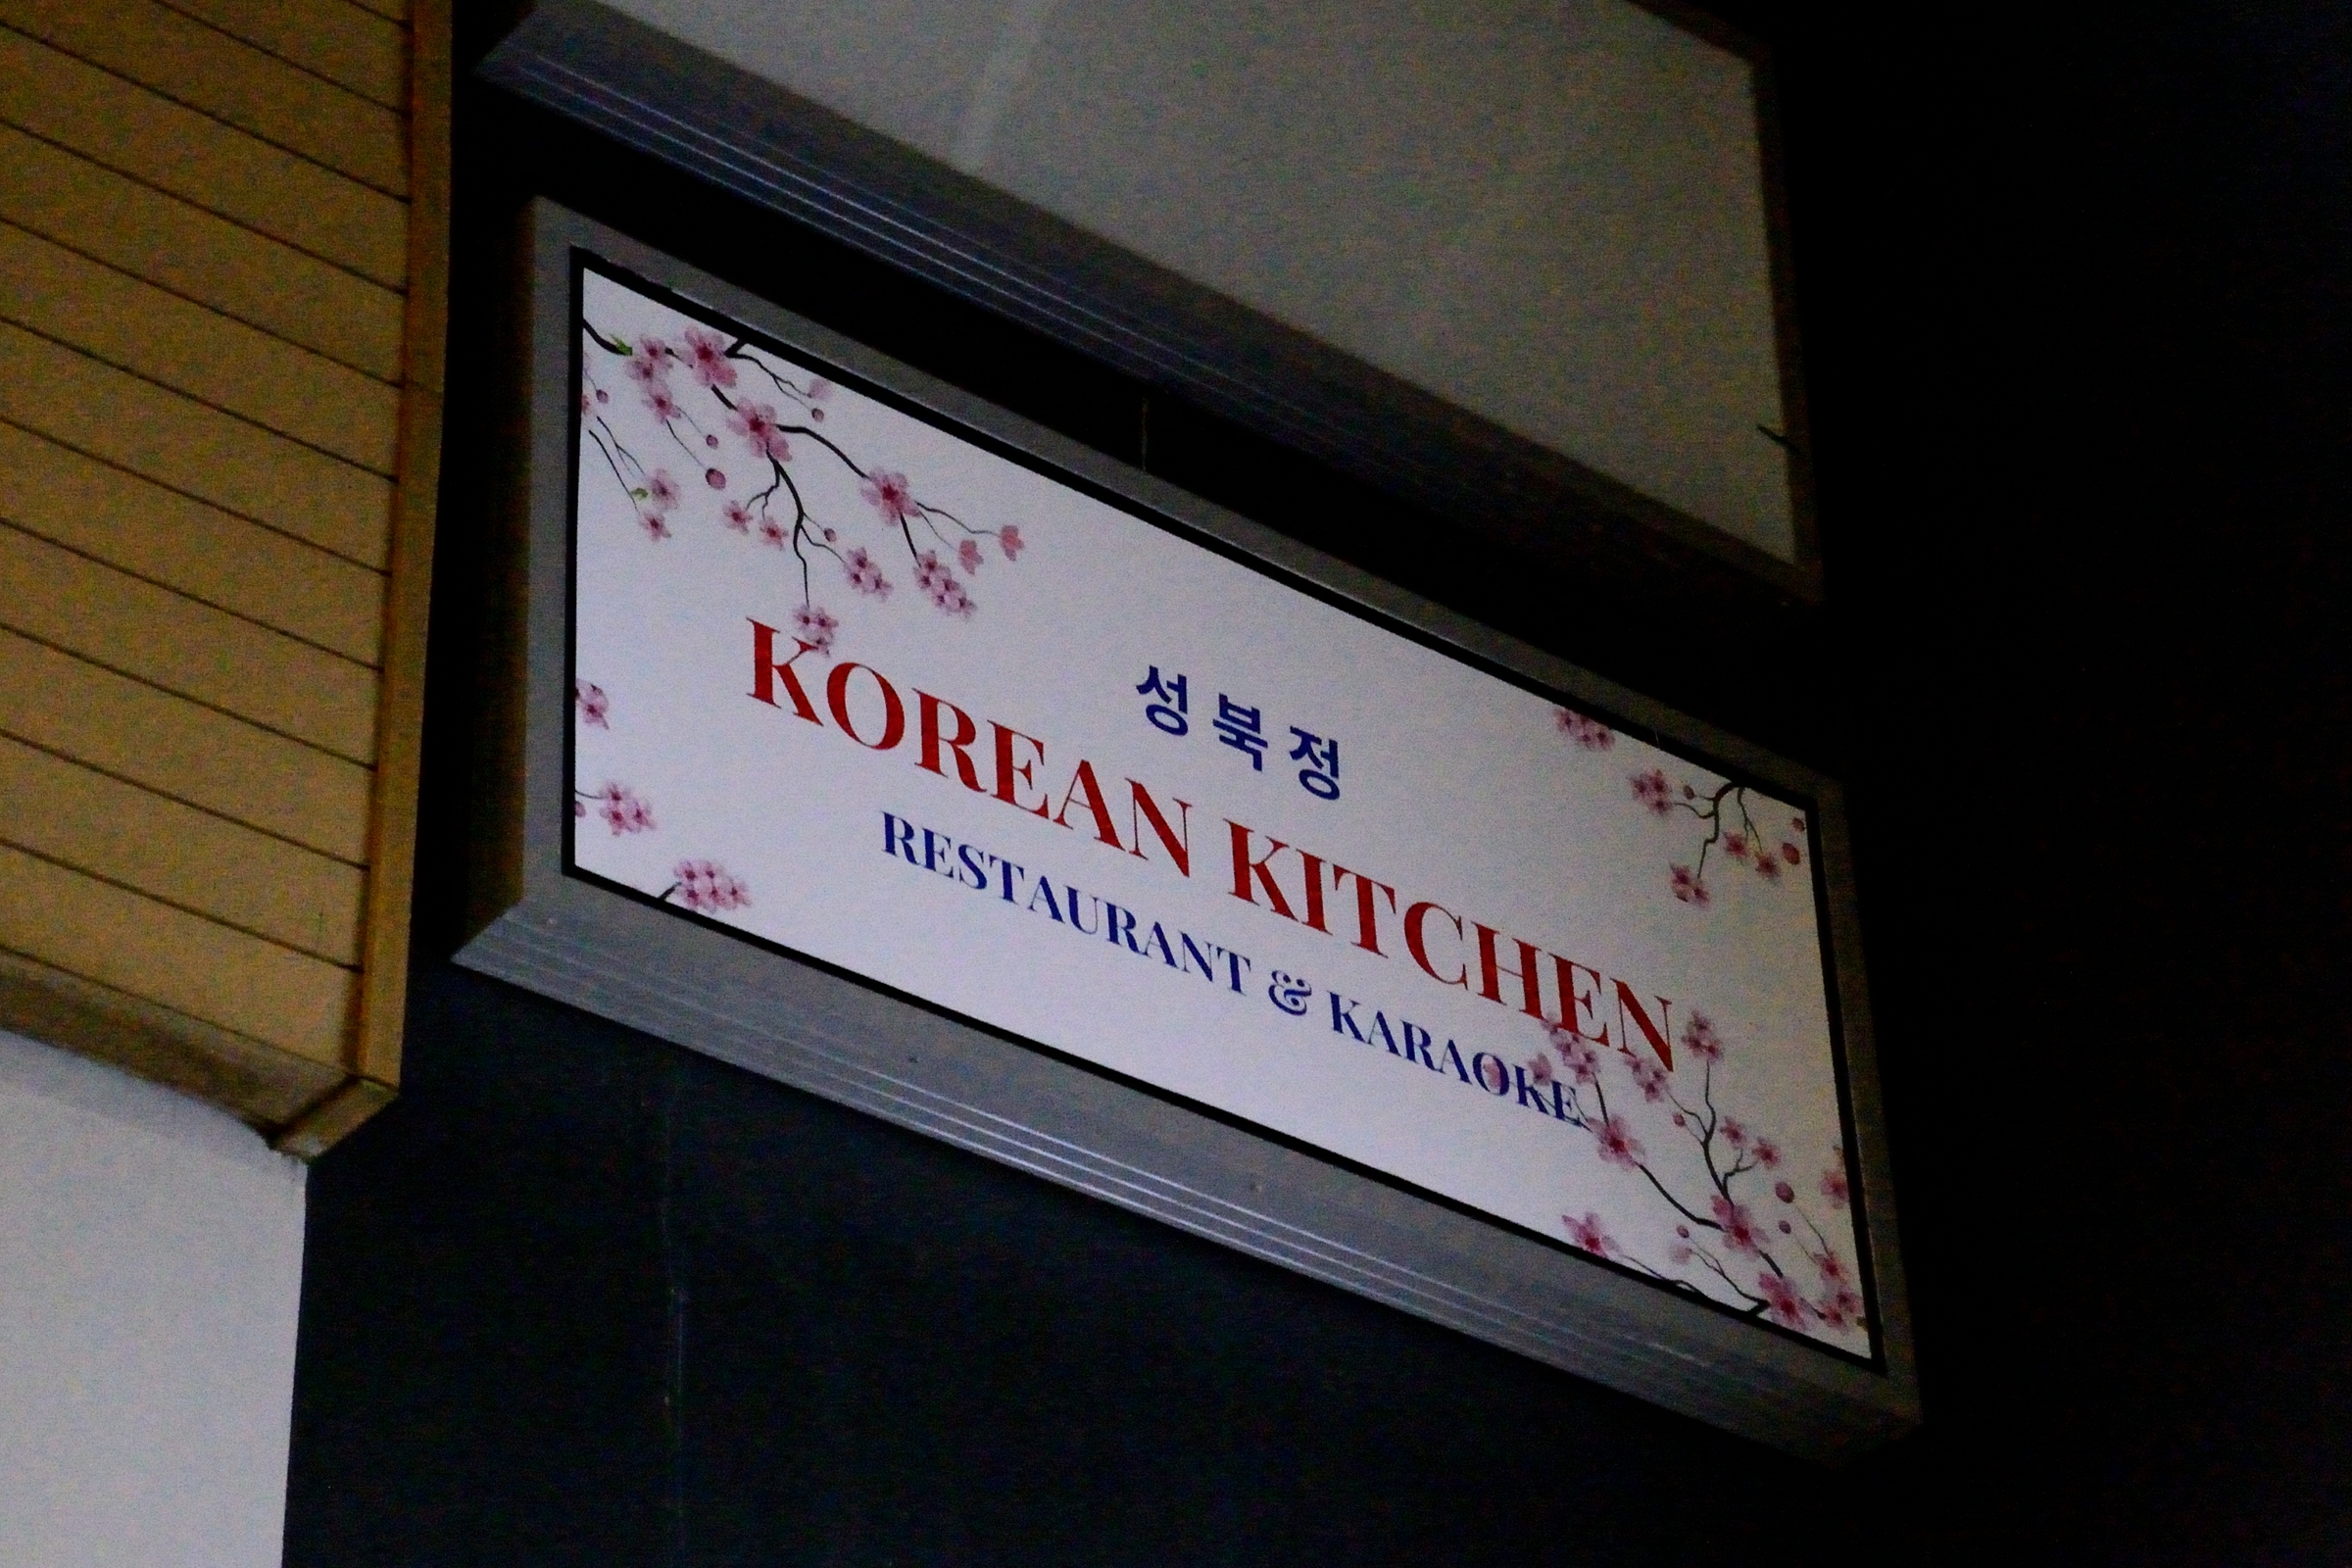 성북정
KOREAN KITCHEN
RESTAURANT & KARAOKE